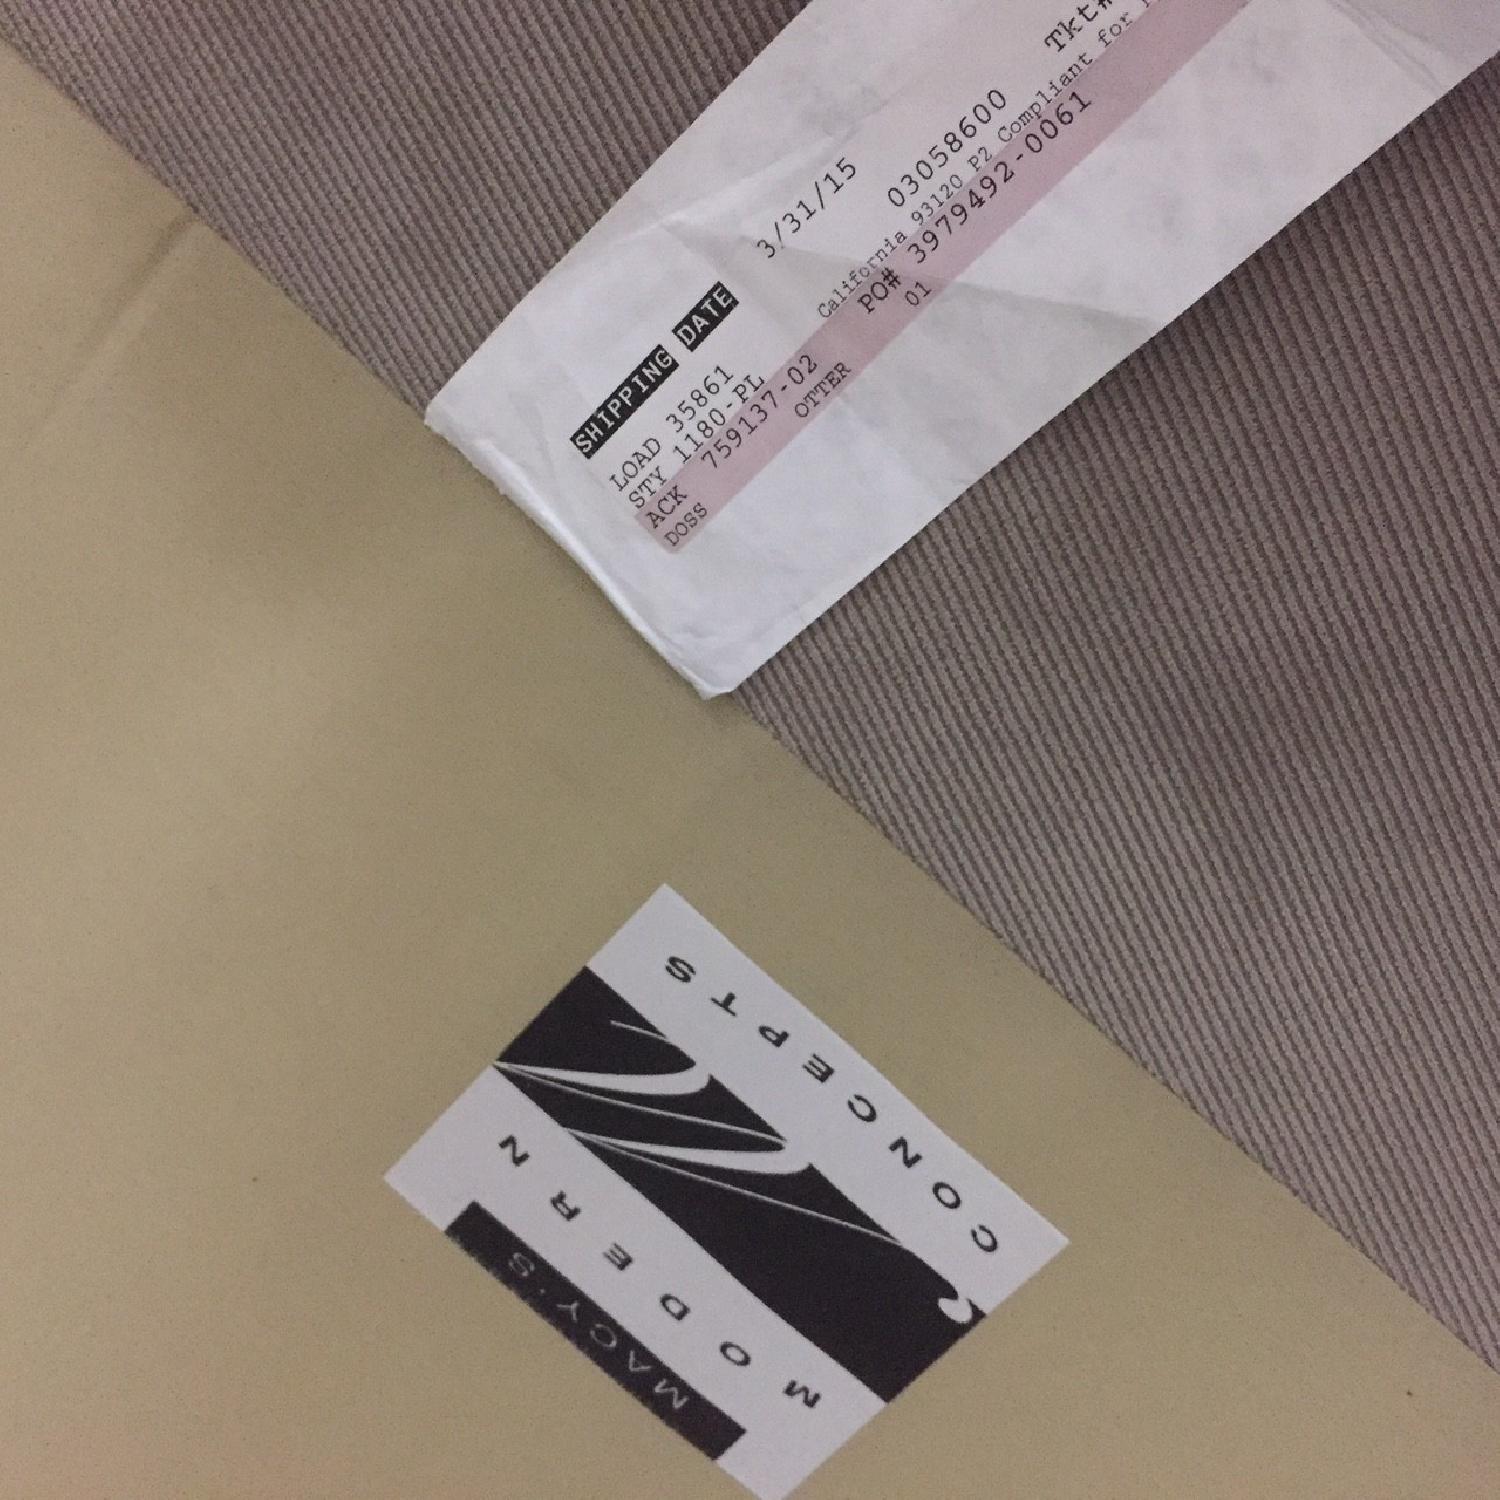 Tkt#
SHIPPING DATE 3/31/15
LOAD 35861 03058600
STY 1180-PL California 93120 P2 Compliant for
ACK 759137-02 PO# 3979492-0061
DOSS OTTER 01
MACY'S
MODERN
CONCEPTS